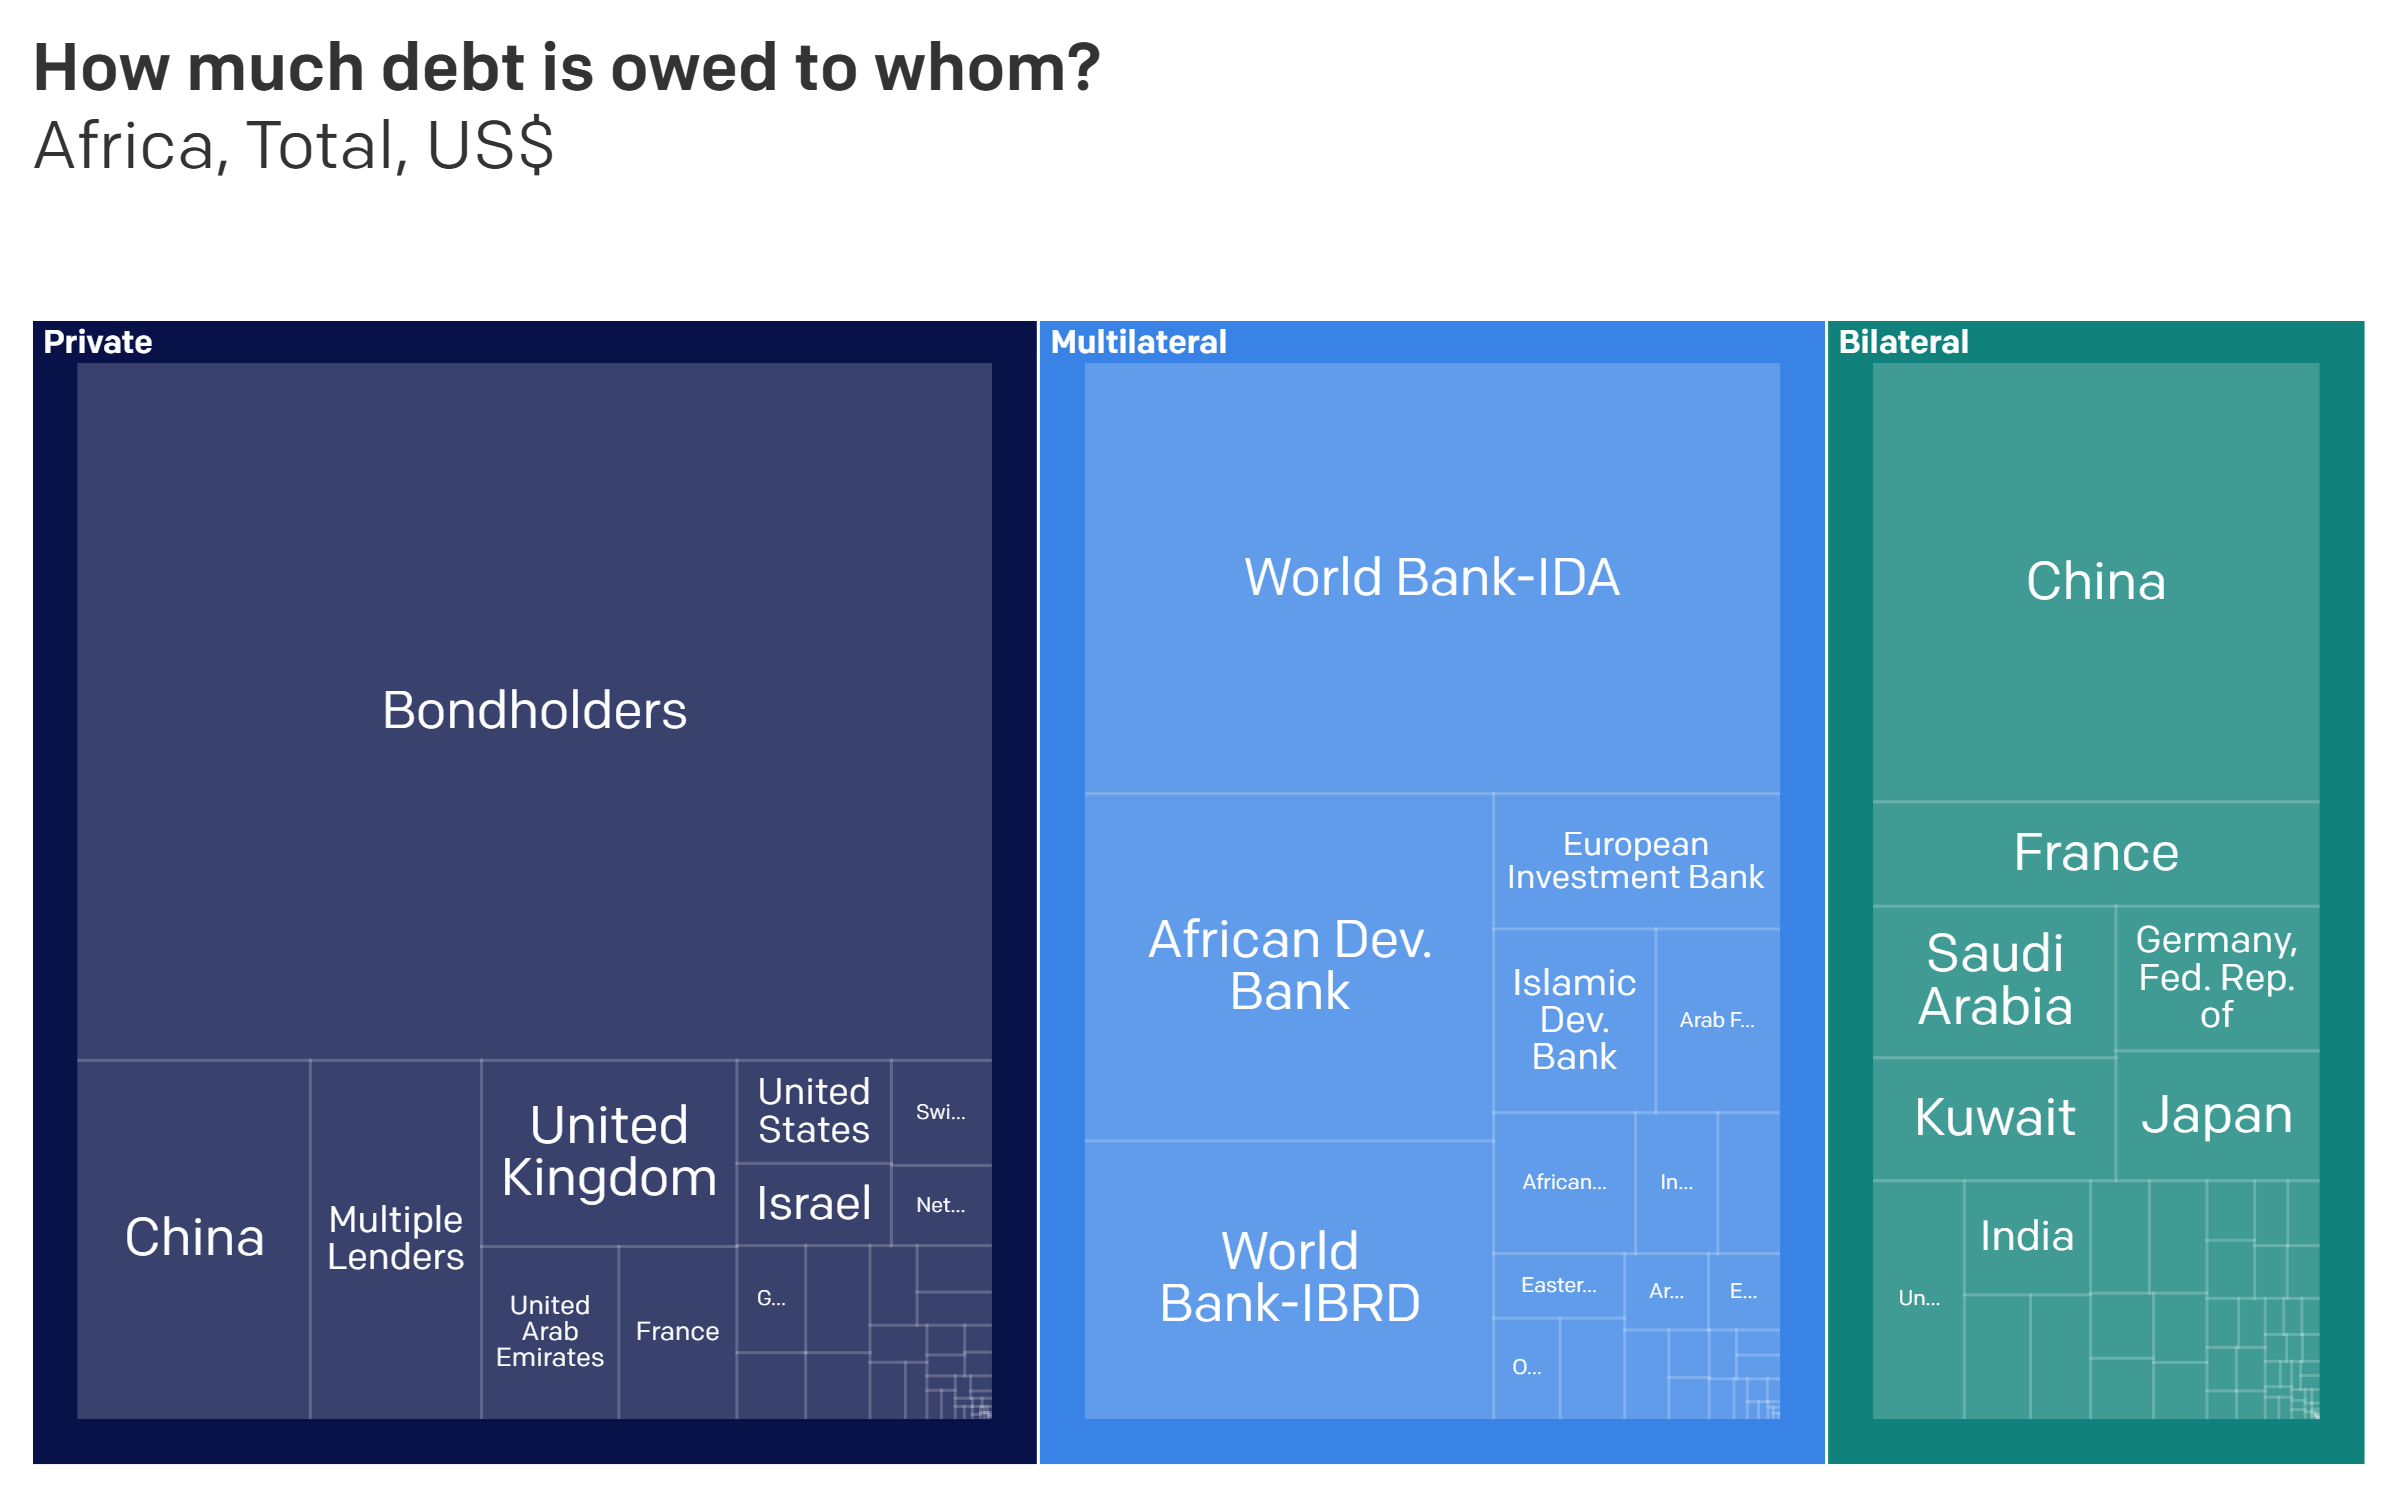 How much debt is owed to whom?
Africa, Total, US$
Private
Bondholders
China
Multiple
Lenders
United
Kingdom
United
Arab
Emirates
France
United
States
Israel
Swi...
Net...
G...
Multilateral
World Bank-IDA
African Dev.
Bank
World
Bank-IBRD
European
Investment Bank
Islamic
Dev.
Bank
Arab F...
African...
In...
Easter...
Ar...
E...
O...
Bilateral
China
France
Saudi
Arabia
Germany,
Fed. Rep.
of
Kuwait
Japan
Un...
India